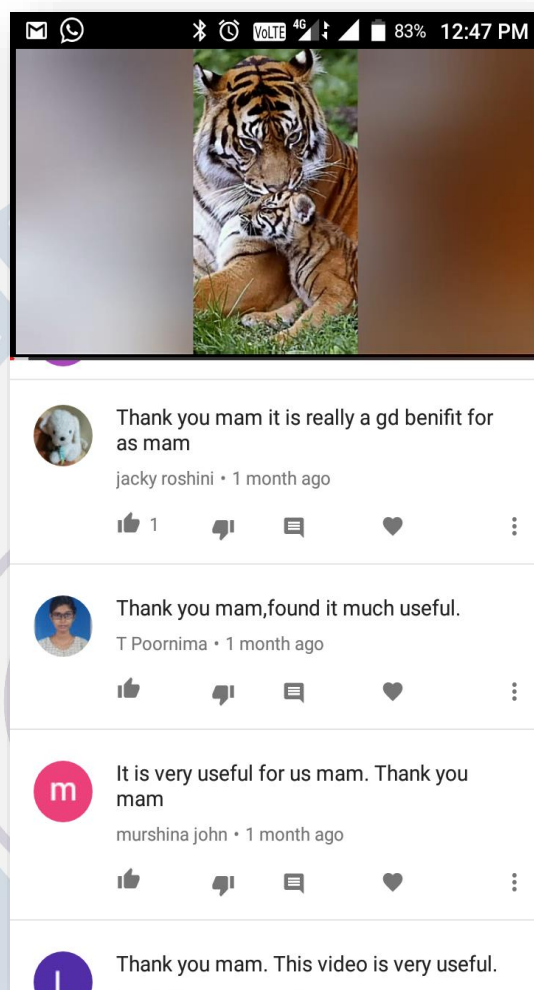 VoLTE 4G 83% 12:47 PM
Thank you mam it is really a gd benifit for
as mam
jacky roshini • 1 month ago
1
Thank you mam,found it much useful.
T Poornima • 1 month ago
m
It is very useful for us mam. Thank you
mam
murshina john • 1 month ago
Thank you mam. This video is very useful.
L